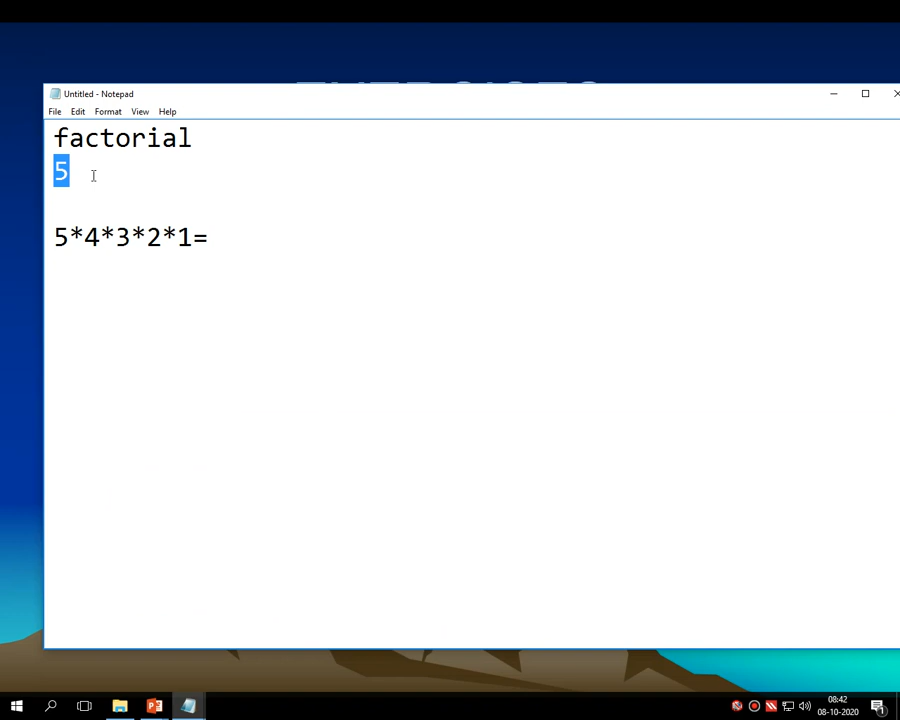 Untitled - Notepad
File Edit Format View Help
factorial
5
5*4*3*2*1=
08:42
08-10-2020